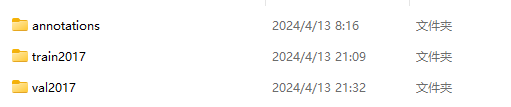 annotations 2024/4/13 8:16 文件夹
train2017 2024/4/13 21:09 文件夹
val2017 2024/4/13 21:32 文件夹